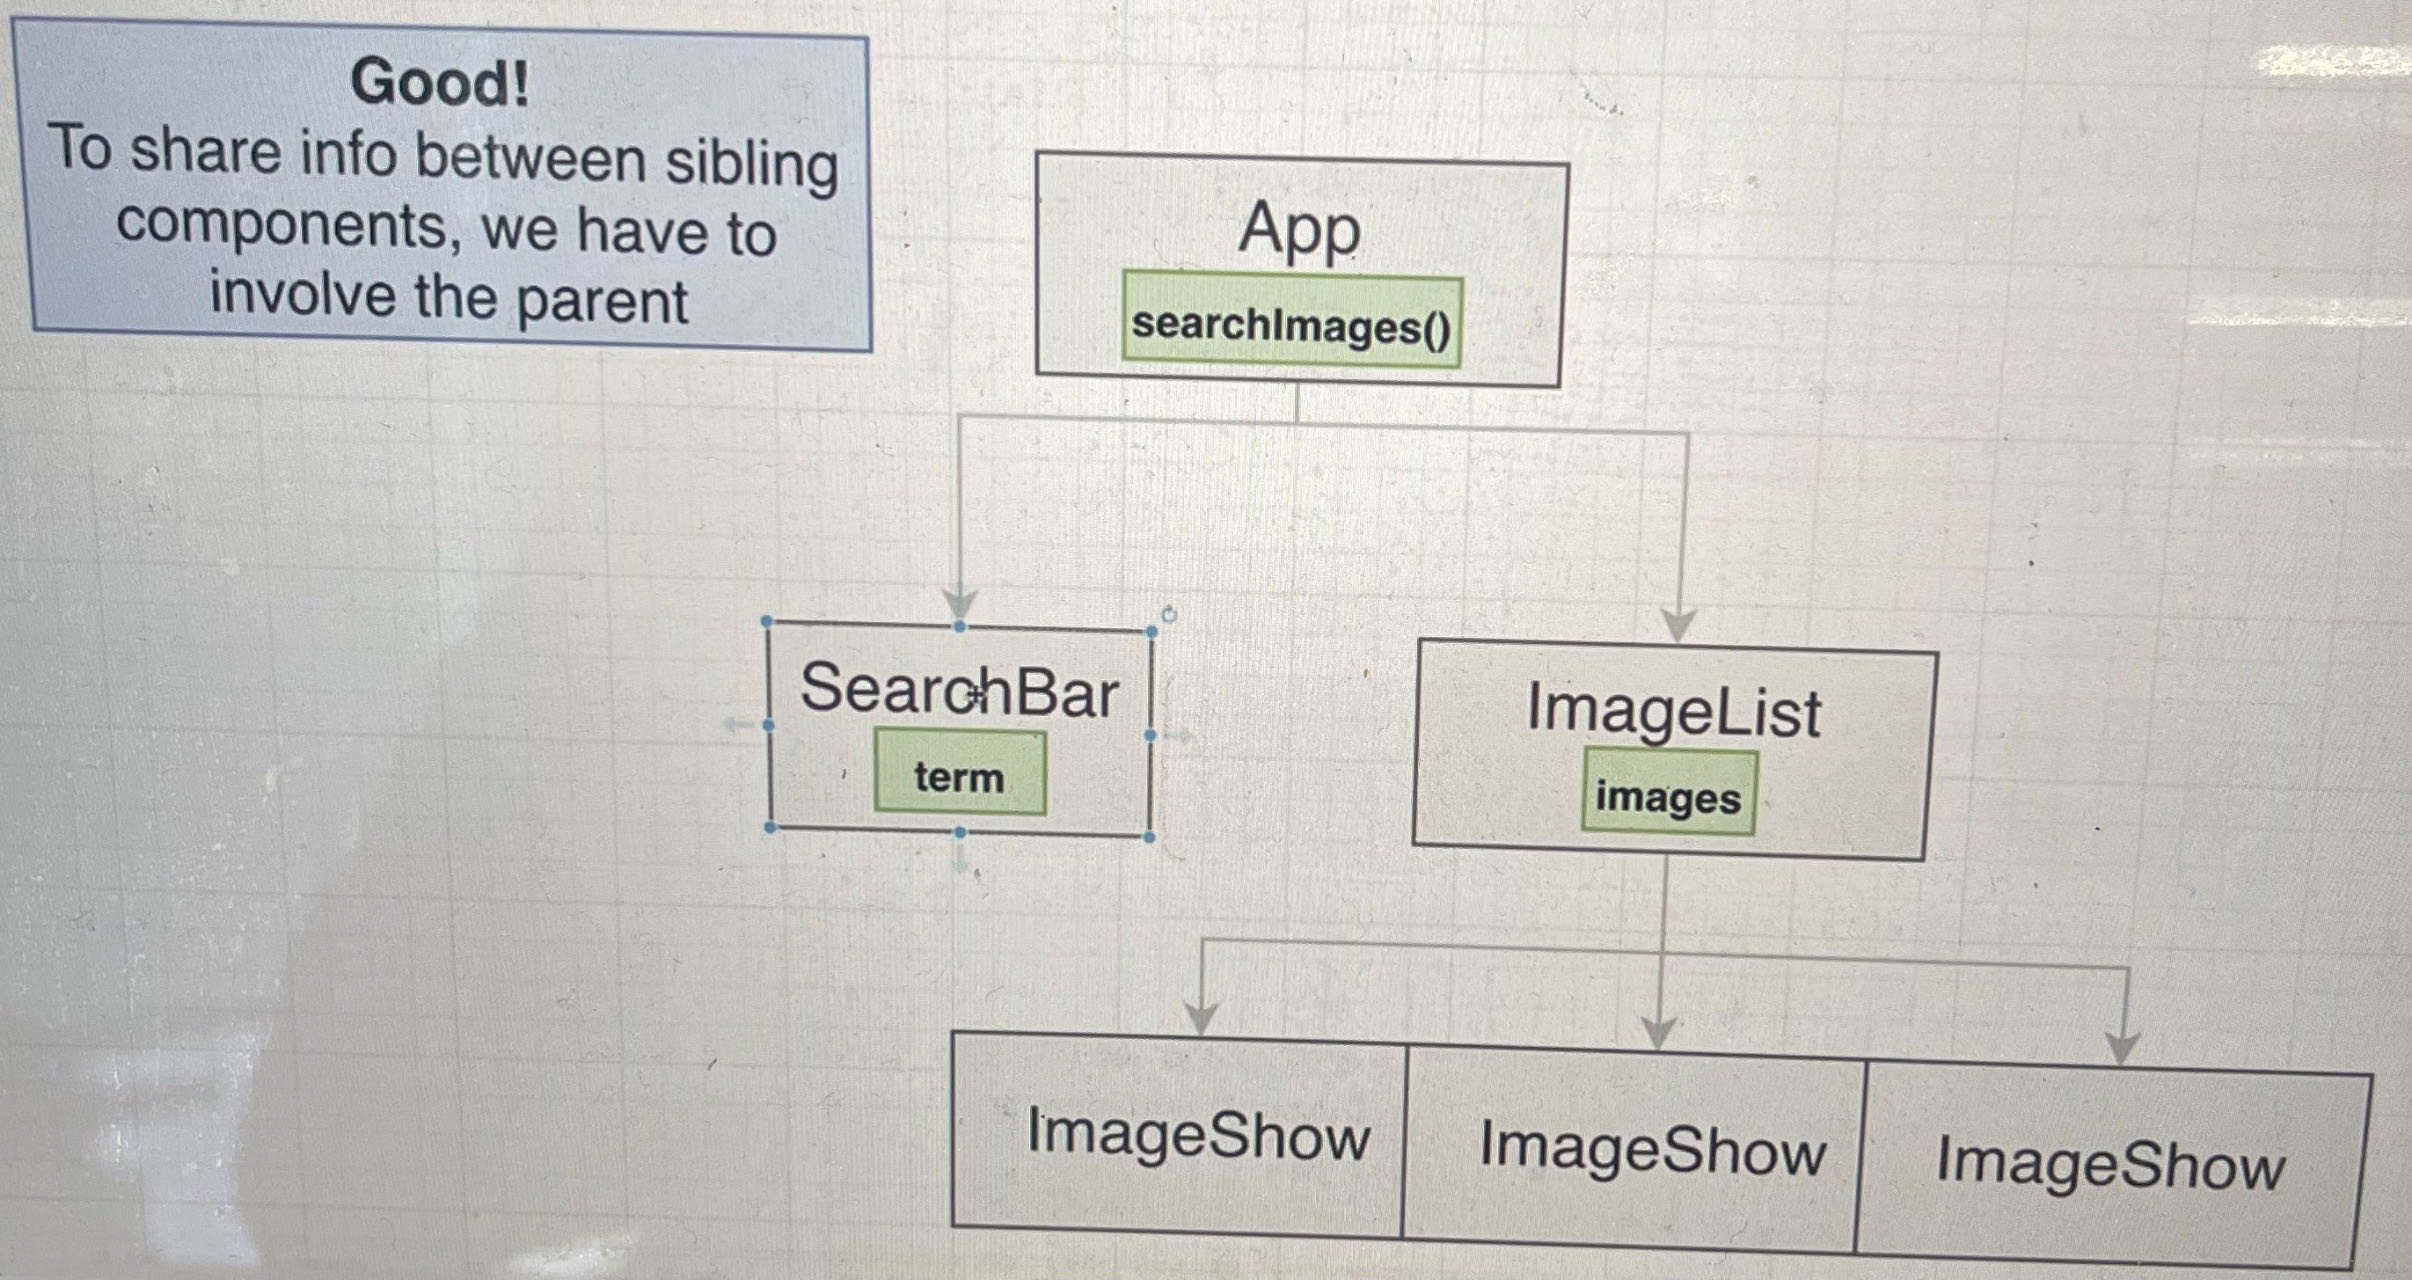 Good!
To share info between sibling
components, we have to
involve the parent
App
searchImages()
SearchBar
term
ImageList
images
ImageShow
ImageShow
ImageShow